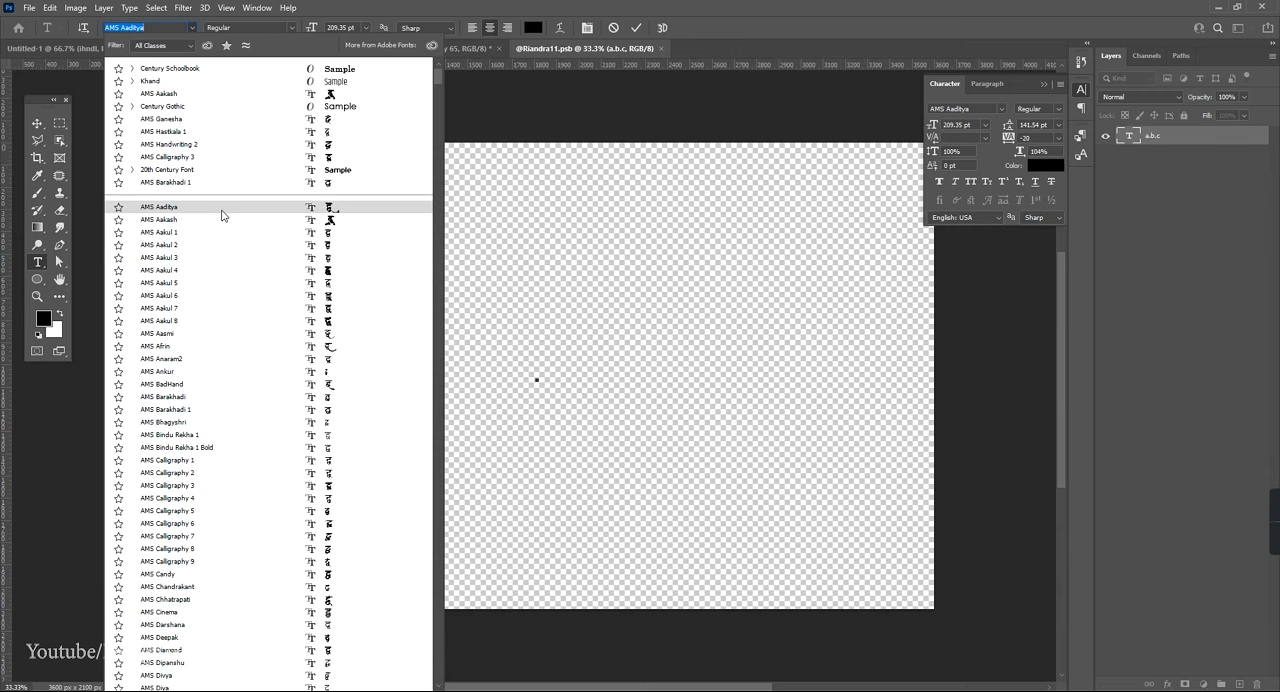 File Edit Image Layer Type Select Filter 3D View Window Help
AMS Aaditya Regular 209.35 pt Sharp 3D
Untitled-1 @ 66.7% (ihndl, y 65, RGB/8) * × @Riandra11.psb @ 33.3% (a.b.c, RGB/8) ×
Filter: All Classes More from Adobe Fonts:
Century Schoolbook Sample
Khand Sample
AMS Aakash
Century Gothic Sample
AMS Ganesha
AMS Hastkala 1
AMS Handwriting 2
AMS Calligraphy 3
20th Century Font Sample
AMS Barakhadi 1
AMS Aaditya
AMS Aakash
AMS Aakul 1
AMS Aakul 2
AMS Aakul 3
AMS Aakul 4
AMS Aakul 5
AMS Aakul 6
AMS Aakul 7
AMS Aakul 8
AMS Aasmi
AMS Afrin
AMS Anaram2
AMS Ankur
AMS BadHand
AMS Barakhadi
AMS Barakhadi 1
AMS Bhagyshri
AMS Bindu Rekha 1
AMS Bindu Rekha 1 Bold
AMS Calligraphy 1
AMS Calligraphy 2
AMS Calligraphy 3
AMS Calligraphy 4
AMS Calligraphy 5
AMS Calligraphy 6
AMS Calligraphy 7
AMS Calligraphy 8
AMS Calligraphy 9
AMS Candy
AMS Chandrakant
AMS Chhatrapati
AMS Cinema
AMS Darshana
AMS Deepak
AMS Diamond
AMS Dipanshu
AMS Divya
AMS Diya
Character Paragraph
AMS Aaditya Regular
209.35 pt 141.54 pt
-20
100% 104%
0 pt Color:
English: USA Sharp
Layers Channels Paths
Kind
Normal Opacity: 100%
Lock: Fill: 100%
a.b.c
Youtube/
33.33% 3600 px x 2100 px